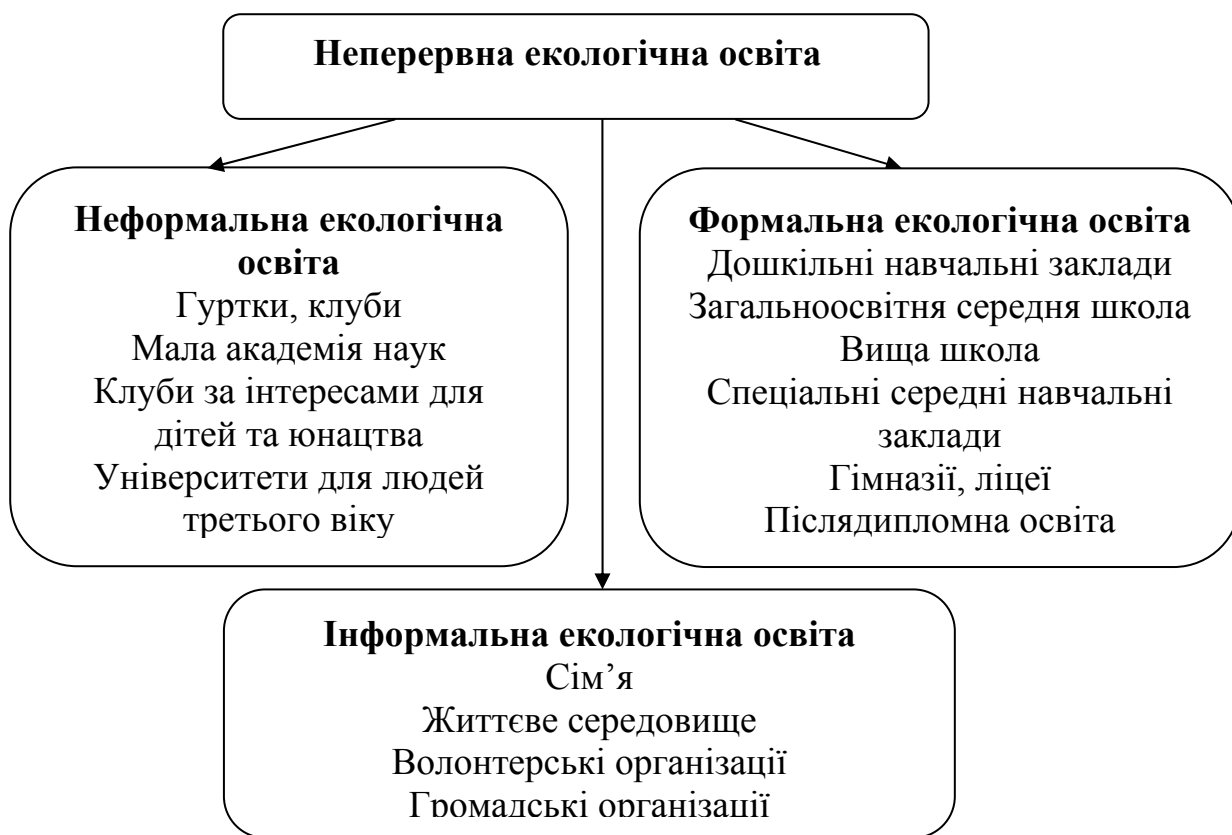 Неперервна екологічна освіта
Неформальна екологічна
освіта
Гуртки, клуби
Мала академія наук
Клуби за інтересами для
дітей та юнацтва
Університети для людей
третього віку
Формальна екологічна освіта
Дошкільні навчальні заклади
Загальноосвітня середня школа
Вища школа
Спеціальні середні навчальні
заклади
Гімназії, ліцеї
Післядипломна освіта
Інформальна екологічна освіта
Сім’я
Життєве середовище
Волонтерські організації
Громадські організації